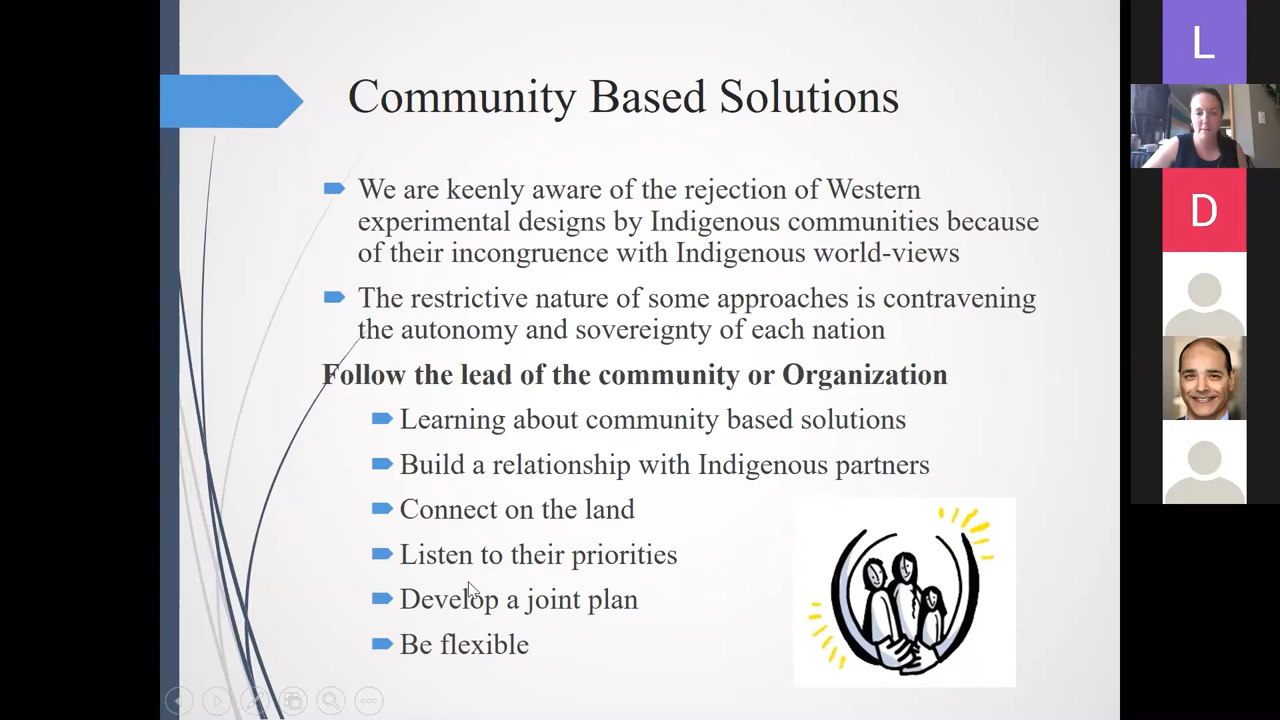 Community Based Solutions
We are keenly aware of the rejection of Western
experimental designs by Indigenous communities because
of their incongruence with Indigenous world-views
The restrictive nature of some approaches is contravening
the autonomy and sovereignty of each nation
Follow the lead of the community or Organization
Learning about community based solutions
Build a relationship with Indigenous partners
Connect on the land
Listen to their priorities
Develop a joint plan
Be flexible
L
D